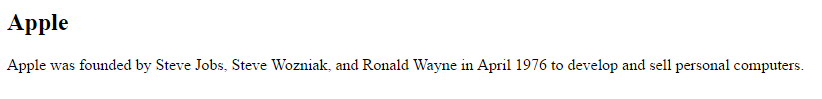 Apple
Apple was founded by Steve Jobs, Steve Wozniak, and Ronald Wayne in April 1976 to develop and sell personal computers.